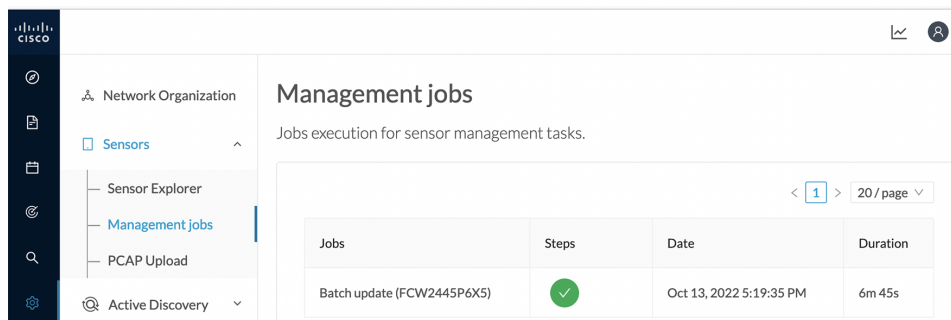 CISCO
Network Organization
Sensors
Sensor Explorer
Management jobs
PCAP Upload
Active Discovery
Management jobs
Jobs execution for sensor management tasks.
< 1 > 20 / page
Jobs Steps Date Duration
Batch update (FCW2445P6X5) Oct 13, 2022 5:19:35 PM 6m 45s